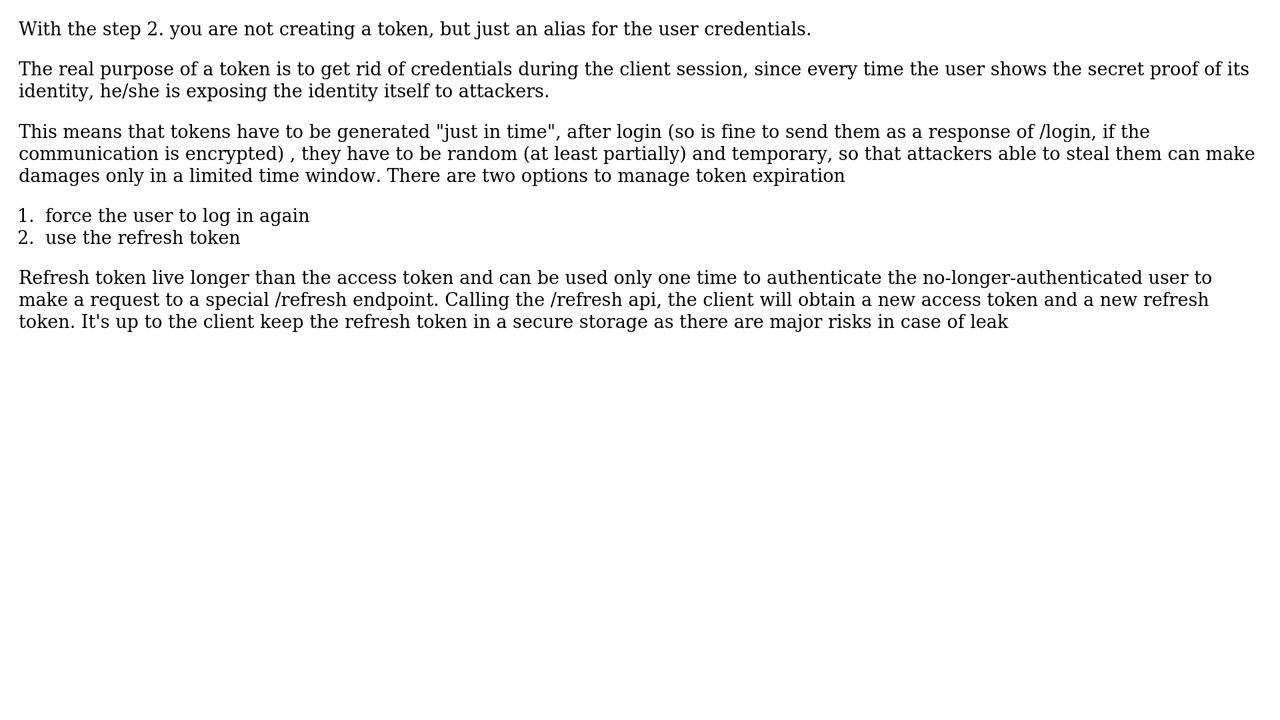 With the step 2. you are not creating a token, but just an alias for the user credentials.
The real purpose of a token is to get rid of credentials during the client session, since every time the user shows the secret proof of its
identity, he/she is exposing the identity itself to attackers.
This means that tokens have to be generated "just in time", after login (so is fine to send them as a response of /login, if the
communication is encrypted) , they have to be random (at least partially) and temporary, so that attackers able to steal them can make
damages only in a limited time window. There are two options to manage token expiration
1. force the user to log in again
2. use the refresh token
Refresh token live longer than the access token and can be used only one time to authenticate the no-longer-authenticated user to
make a request to a special /refresh endpoint. Calling the /refresh api, the client will obtain a new access token and a new refresh
token. It's up to the client keep the refresh token in a secure storage as there are major risks in case of leak